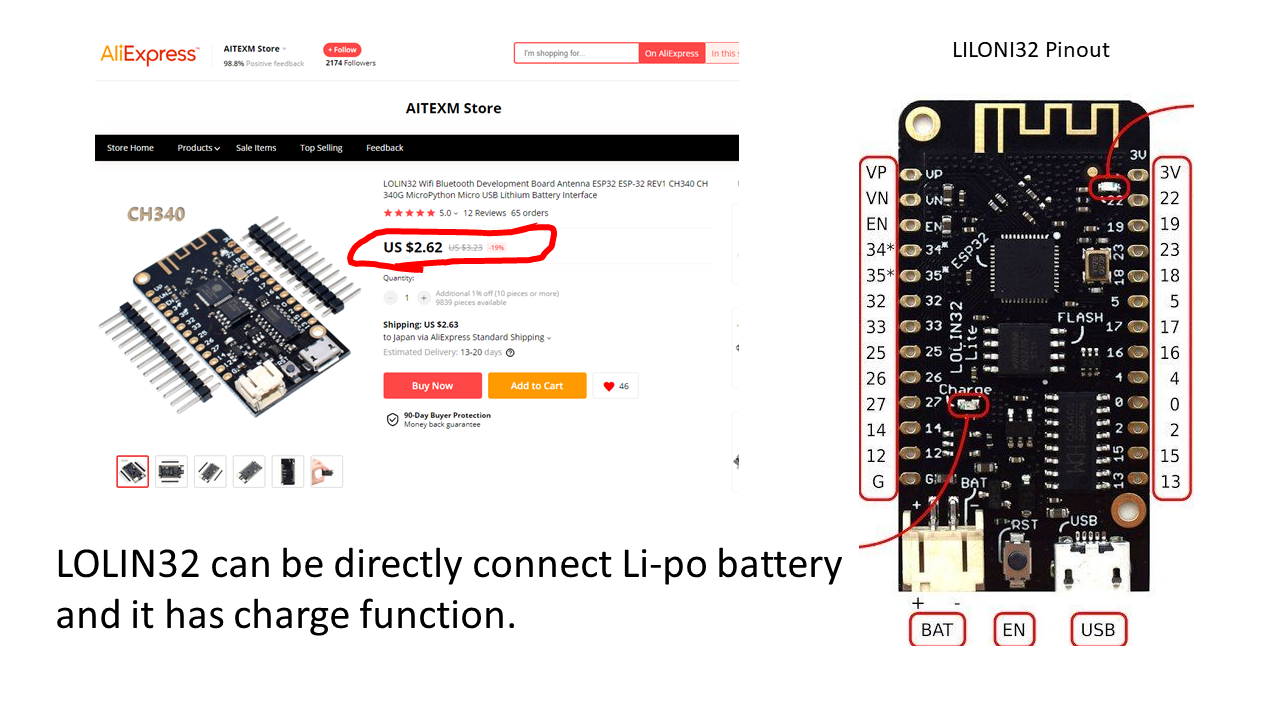 AliExpress
AITEXM Store
98.8% Positive feedback
+ Follow
2174 Followers
I'm shopping for...
On AliExpress
In this s
AITEXM Store
Store Home
Products
Sale Items
Top Selling
Feedback
CH340
LOLIN32 Wifi Bluetooth Development Board Antenna ESP32 ESP-32 REV1 CH340 CH
340G MicroPython Micro USB Lithium Battery Interface
5.0
12 Reviews
65 orders
US $2.62 US $3.23 -19%
Quantity:
1
Additional 1% off (10 pieces or more)
9839 pieces available
Shipping: US $2.63
to Japan via AliExpress Standard Shipping
Estimated Delivery: 13-20 days
Buy Now
Add to Cart
46
90-Day Buyer Protection
Money back guarantee
LOLIN32 can be directly connect Li-po battery
and it has charge function.
LILONI32 Pinout
VP
VN
EN
34*
35*
32
33
25
26
27
14
12
G
VP
VN
EN
34*
35*
32
33
25
26
27
14
12
G
ESP32
LOLIN32
Lite
FLASH
Charge
BAT
+
-
RST
USB
3V
22
19
23
18
5
17
16
4
0
2
15
13
3V
22
19
23
18
5
17
16
4
0
2
15
13
+ -
BAT
EN
USB